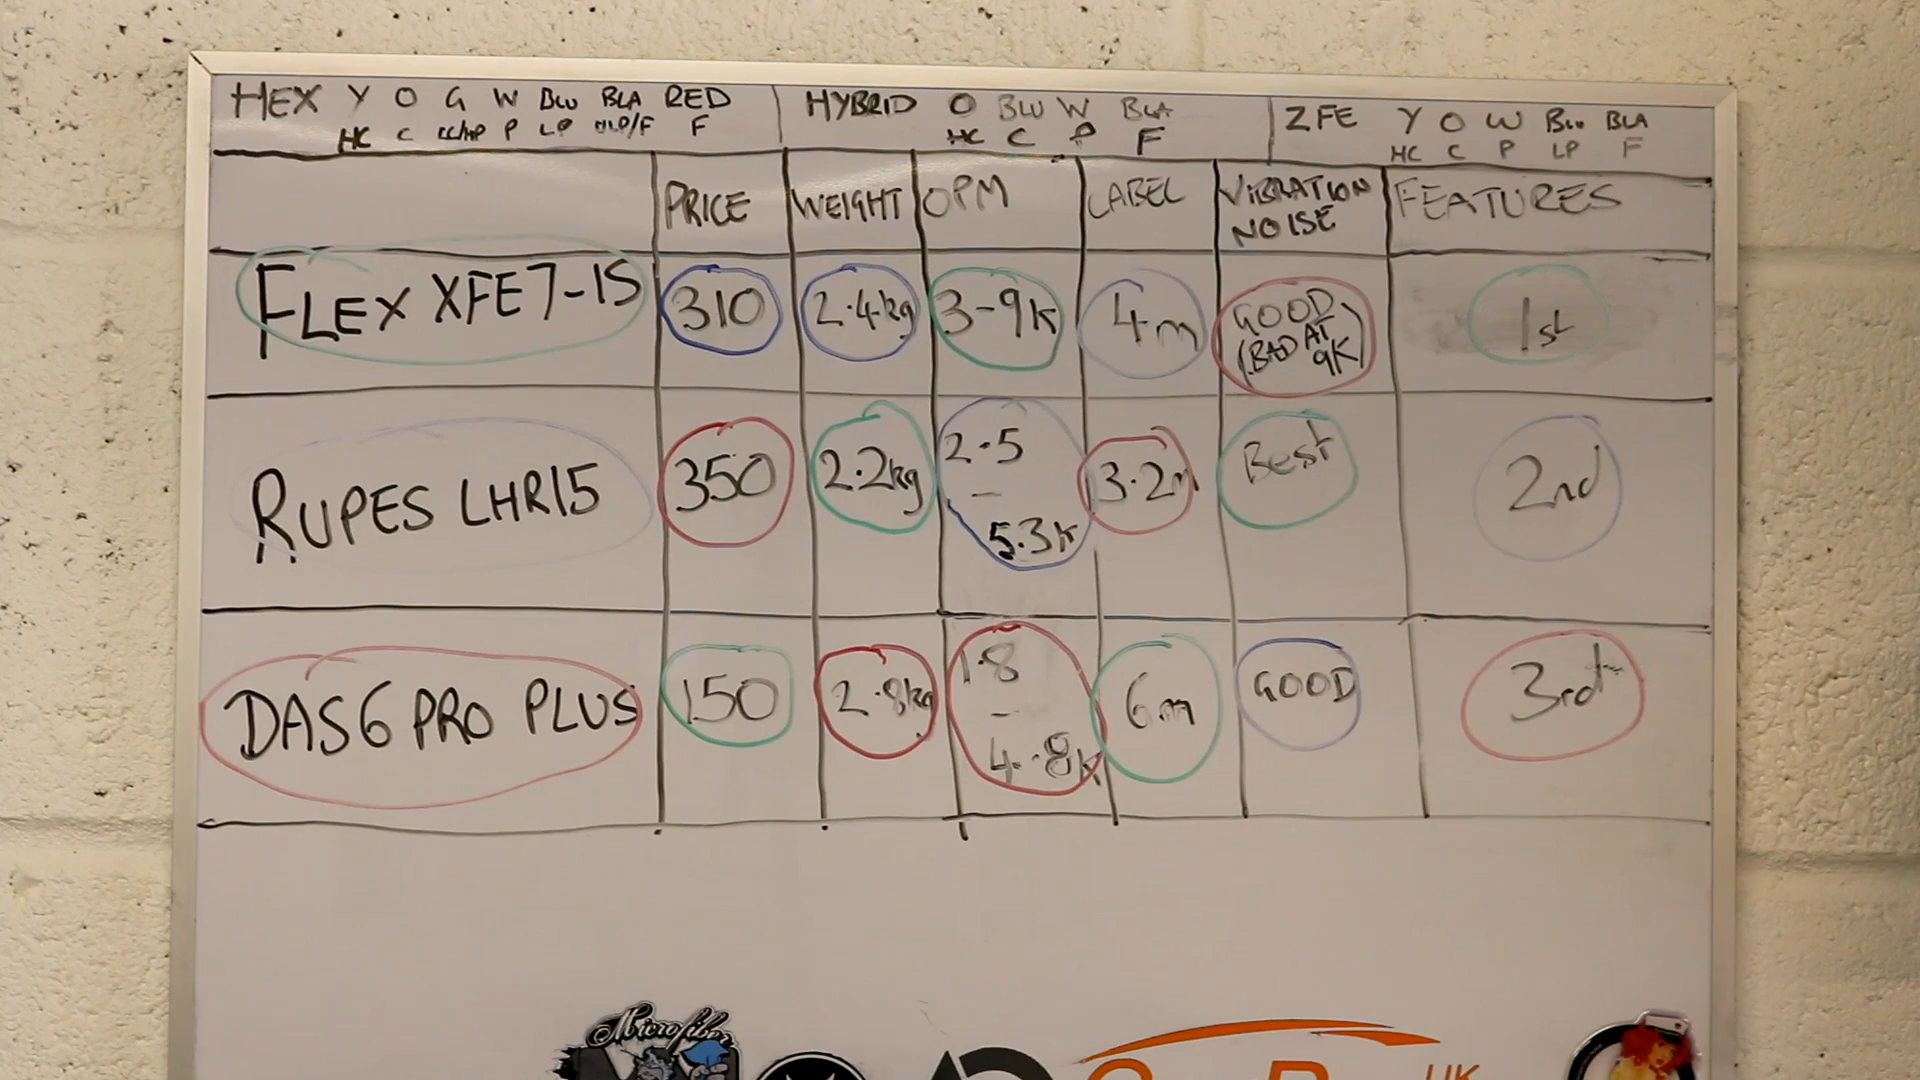 HEX Y O G W BLU BLA RED HYBRID O BLU W BLA ZFE Y O W BLU BLA
HC C CC/HP P LP /F F HC C P F HC C P LP F
PRICE WEIGHT OPM LABEL VIBRATION FEATURES
NOISE
FLEX XFE7-15 310 2.4kg 3-9K 4m GOOD 1st
(BAD AT
9K)
RUPES LHR15 350 2.2kg 2.5 3.2m Best 2nd
-
5.3K
DAS6 PRO PLUS 150 2.8kg 1.8 6m GOOD 3rd
-
4.8K
Microfiber
UK